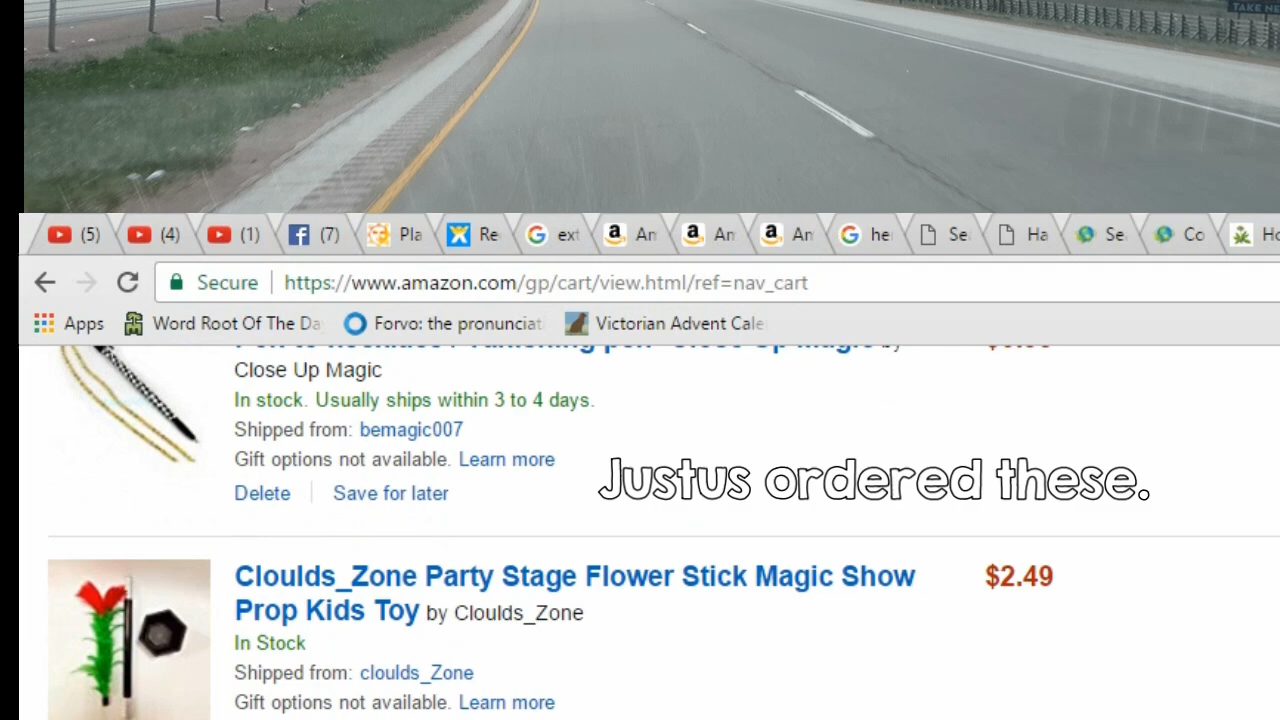 TAKE
(5) (4) (1) (7) Pla Re ext Am Am Am he Se Ha Se Co Ho
Secure https://www.amazon.com/gp/cart/view.html/ref=nav_cart
Apps Word Root Of The Da Forvo: the pronunciat Victorian Advent Cale
Close Up Magic
In stock. Usually ships within 3 to 4 days.
Shipped from: bemagic007
Gift options not available. Learn more
Justus ordered these.
Delete Save for later
Cloulds_Zone Party Stage Flower Stick Magic Show $2.49
Prop Kids Toy by Cloulds_Zone
In Stock
Shipped from: cloulds_Zone
Gift options not available. Learn more